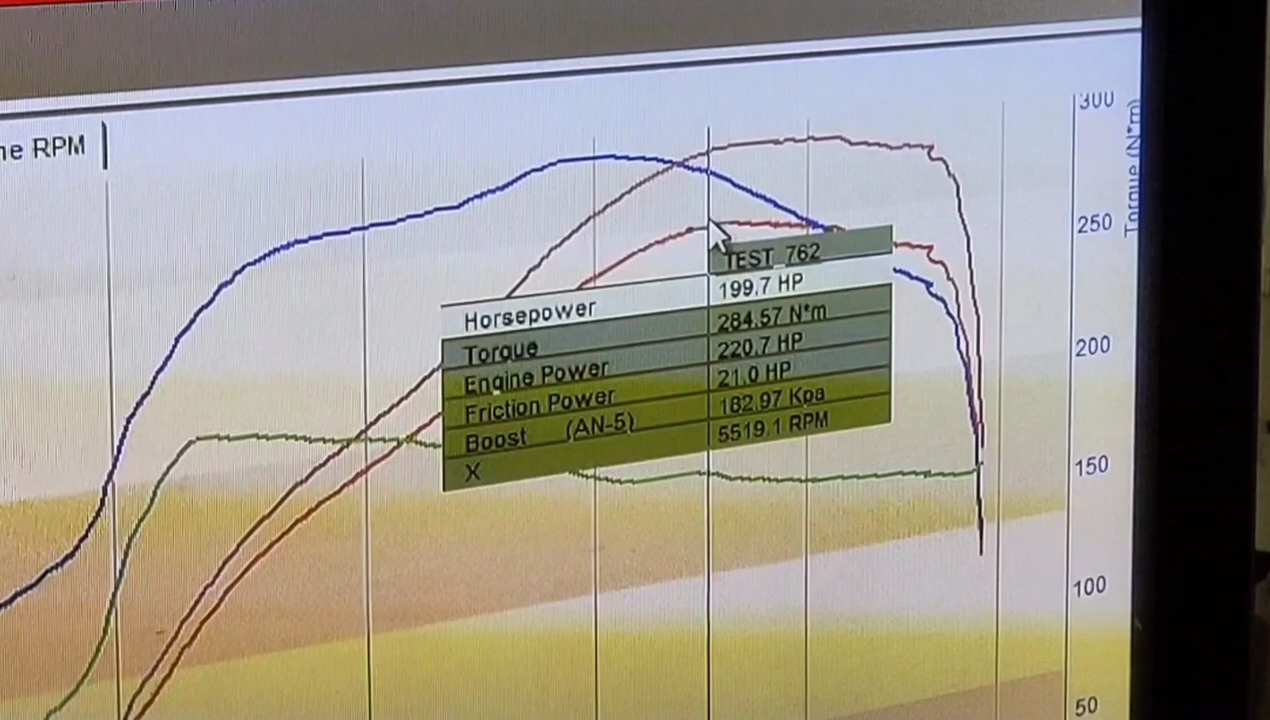 ne RPM
300
Torque (N*m)
250
TEST_762
Horsepower 199.7 HP
Torque 284.57 N*m
Engine Power 220.7 HP
Friction Power 21.0 HP
Boost (AN-5) 182.97 Kpa
X 5519.1 RPM
200
150
100
50